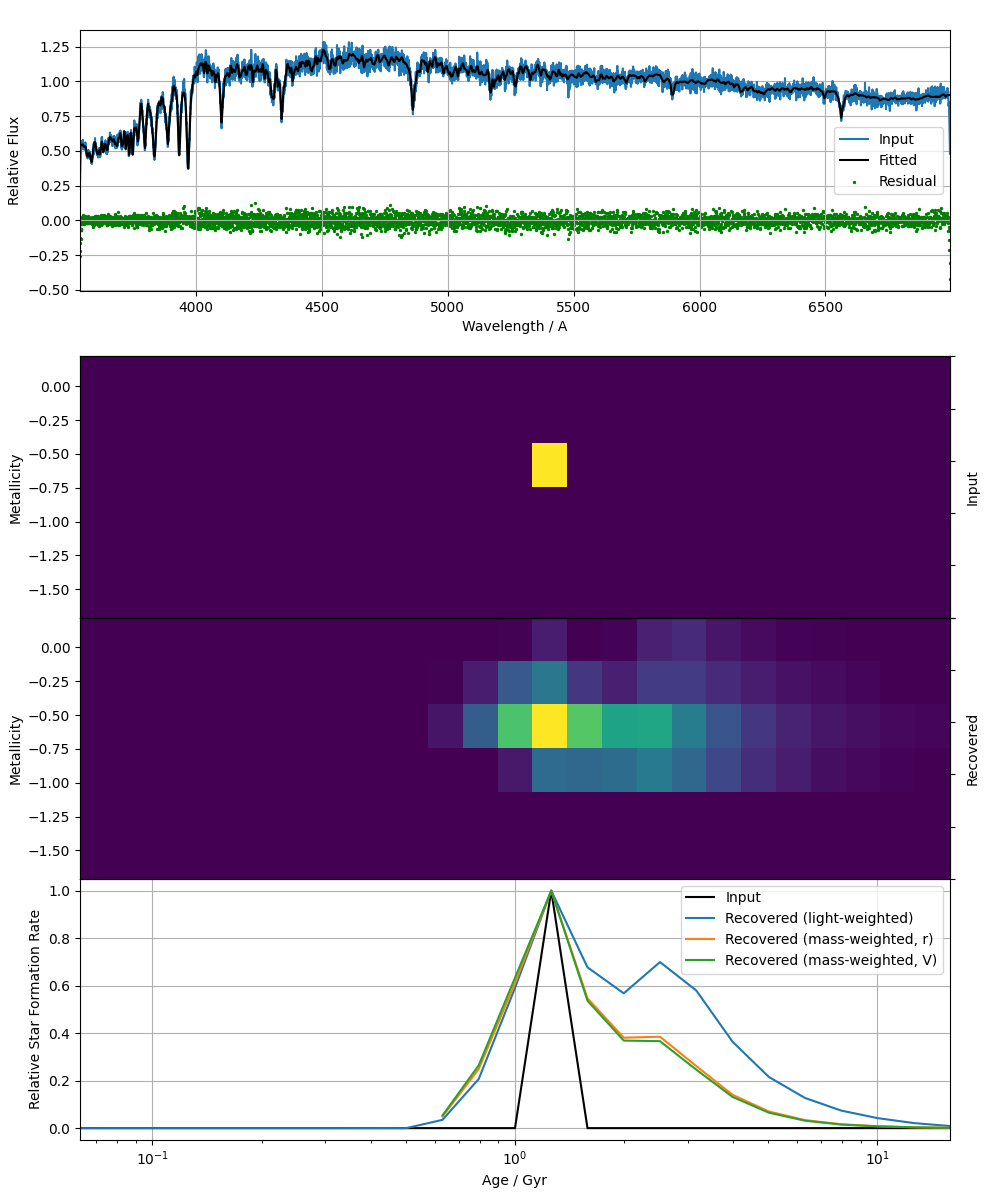 1.25
1.00
0.75
0.50
0.25
0.00
−0.25
−0.50
Relative Flux
Input
Fitted
Residual
4000 4500 5000 5500 6000 6500
Wavelength / A
0.00
−0.25
−0.50
−0.75
−1.00
−1.25
−1.50
Metallicity
Input
0.00
−0.25
−0.50
−0.75
−1.00
−1.25
−1.50
Metallicity
Recovered
1.0
0.8
0.6
0.4
0.2
0.0
Relative Star Formation Rate
Input
Recovered (light-weighted)
Recovered (mass-weighted, r)
Recovered (mass-weighted, V)
10⁻¹ 10⁰ 10¹
Age / Gyr